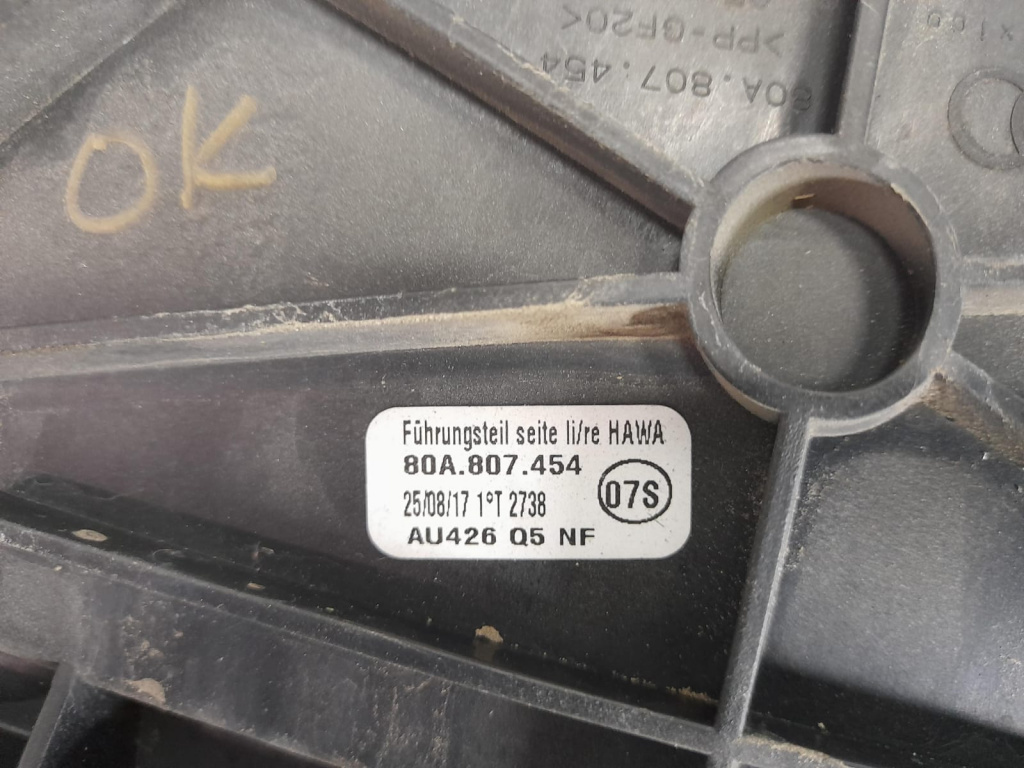 OK
>PP-GF20<
80A.807.454
Führungsteil seite li/re HAWA
80A.807.454
25/08/17 1°T 2738
07S
AU426 Q5 NF